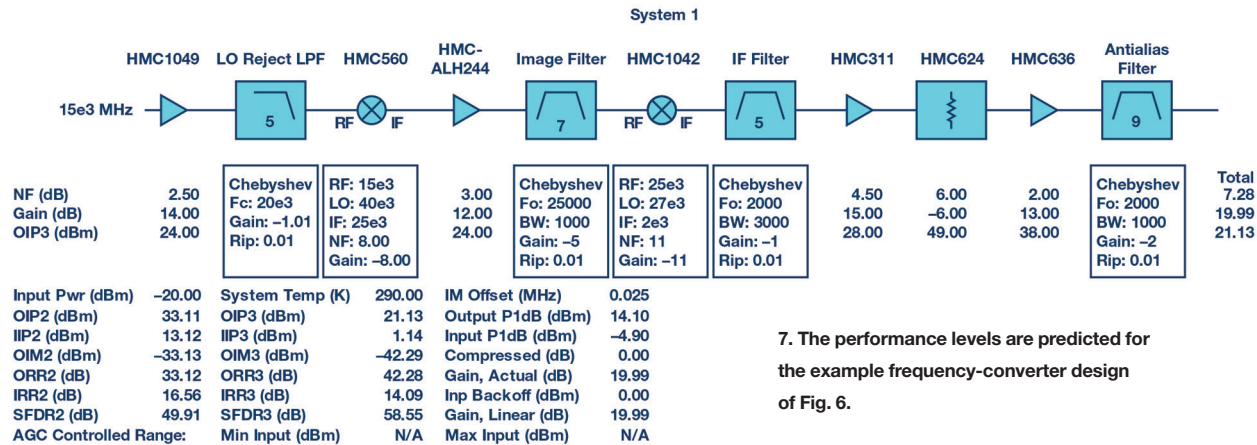 System 1
HMC1049 LO Reject LPF HMC560 HMC-ALH244 Image Filter HMC1042 IF Filter HMC311 HMC624 HMC636 Antialias Filter
15e3 MHz 5 RF IF 7 RF IF 5 9
NF (dB) 2.50 3.00 4.50 6.00 2.00 Total 7.28
Gain (dB) 14.00 12.00 15.00 –6.00 13.00 19.99
OIP3 (dBm) 24.00 24.00 28.00 49.00 38.00 21.13
Chebyshev
Fc: 20e3
Gain: –1.01
Rip: 0.01
RF: 15e3
LO: 40e3
IF: 25e3
NF: 8.00
Gain: –8.00
Chebyshev
Fo: 25000
BW: 1000
Gain: –5
Rip: 0.01
RF: 25e3
LO: 27e3
IF: 2e3
NF: 11
Gain: –11
Chebyshev
Fo: 2000
BW: 3000
Gain: –1
Rip: 0.01
Chebyshev
Fo: 2000
BW: 1000
Gain: –2
Rip: 0.01
Input Pwr (dBm) –20.00 System Temp (K) 290.00 IM Offset (MHz) 0.025
OIP2 (dBm) 33.11 OIP3 (dBm) 21.13 Output P1dB (dBm) 14.10
IIP2 (dBm) 13.12 IIP3 (dBm) 1.14 Input P1dB (dBm) –4.90
OIM2 (dBm) –33.13 OIM3 (dBm) –42.29 Compressed (dB) 0.00
ORR2 (dB) 33.12 ORR3 (dB) 42.28 Gain, Actual (dB) 19.99
IRR2 (dB) 16.56 IRR3 (dB) 14.09 Inp Backoff (dBm) 0.00
SFDR2 (dB) 49.91 SFDR3 (dB) 58.55 Gain, Linear (dB) 19.99
AGC Controlled Range: Min Input (dBm) N/A Max Input (dBm) N/A
7. The performance levels are predicted for
the example frequency-converter design
of Fig. 6.